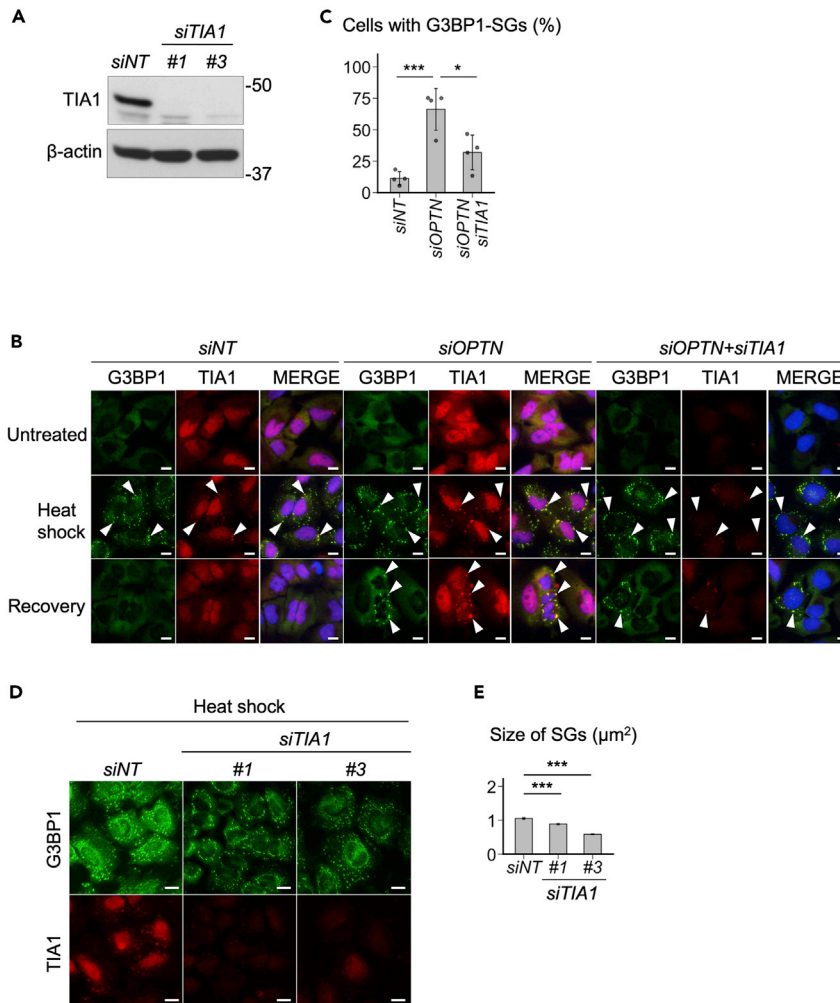 A
siTIA1
siNT #1 #3
TIA1
-50
β-actin
-37
C Cells with G3BP1-SGs (%)
*** *
100
75
50
25
0
siNT
siOPTN
siOPTN
siTIA1
B
siNT siOPTN siOPTN+siTIA1
G3BP1 TIA1 MERGE G3BP1 TIA1 MERGE G3BP1 TIA1 MERGE
Untreated
Heat
shock
Recovery
D
Heat shock
siTIA1
siNT #1 #3
G3BP1
TIA1
E
Size of SGs (μm²)
***
***
2
1
0
siNT #1 #3
siTIA1